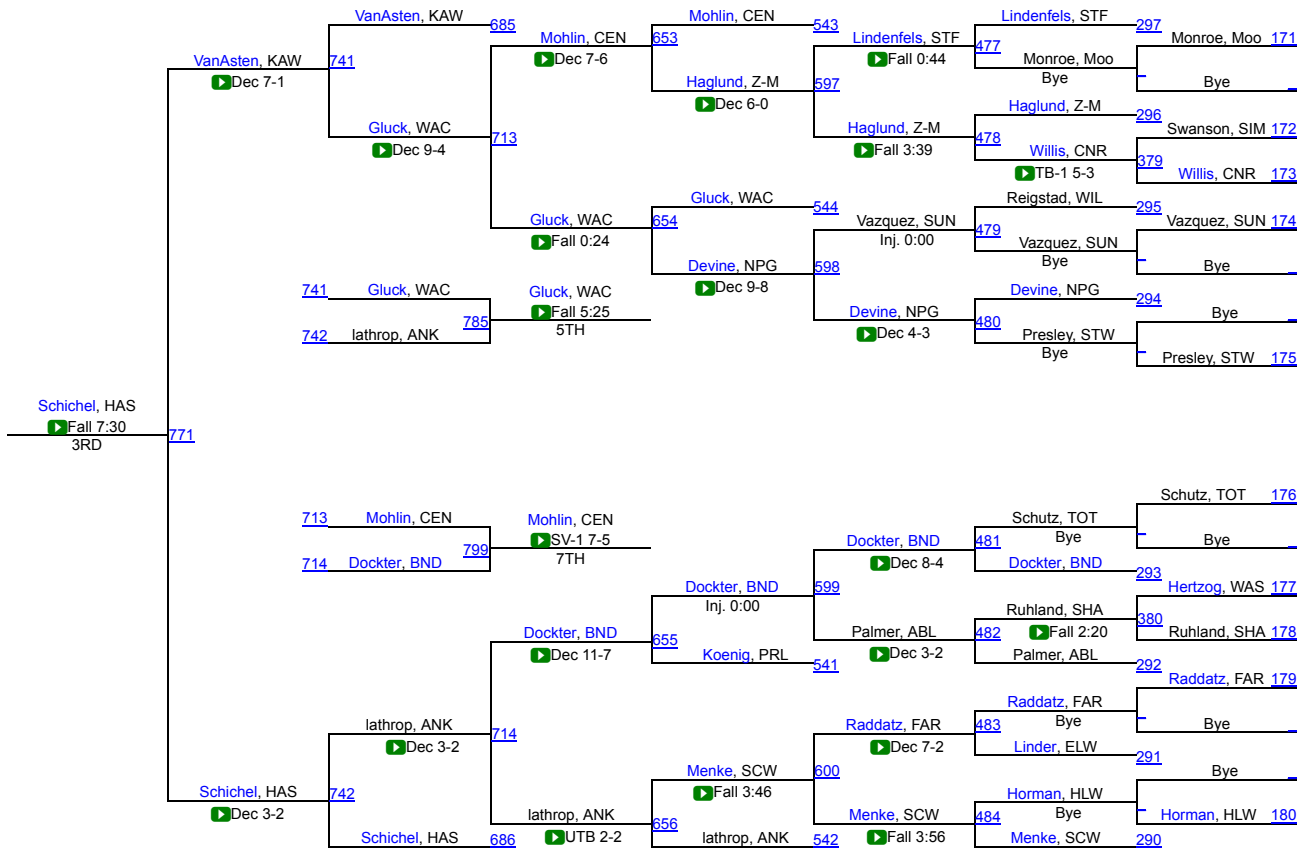 VanAsten, KAW 685
Mohlin, CEN 543
Lindenfels, STF 297
Mohlin, CEN 653
Dec 7-6
Lindenfels, STF 477
Fall 0:44
Monroe, Moo 171
VanAsten, KAW 741
Dec 7-1
Monroe, Moo
Bye
Haglund, Z-M 597
Dec 6-0
Bye
Haglund, Z-M 296
Gluck, WAC 713
Dec 9-4
Haglund, Z-M 478
Fall 3:39
Swanson, SIM 172
Willis, CNR 379
TB-1 5-3
Willis, CNR 173
Gluck, WAC 544
Reigstad, WIL 295
Gluck, WAC 654
Fall 0:24
Vazquez, SUN 479
Inj. 0:00
Vazquez, SUN 174
Vazquez, SUN
Bye
Devine, NPG 598
Dec 9-8
Bye
741 Gluck, WAC
Gluck, WAC
Devine, NPG 294
785
Fall 5:25
5TH
Devine, NPG 480
Dec 4-3
Bye
742 lathrop, ANK
Presley, STW
Bye
Presley, STW 175
Schichel, HAS
Fall 7:30
3RD
771
Schutz, TOT 176
713 Mohlin, CEN
Mohlin, CEN
Schutz, TOT
Bye
799
SV-1 7-5
7TH
Dockter, BND 481
Dec 8-4
Bye
714 Dockter, BND
Dockter, BND 293
Dockter, BND 599
Inj. 0:00
Hertzog, WAS 177
Ruhland, SHA 380
Fall 2:20
Dockter, BND 655
Dec 11-7
Palmer, ABL 482
Dec 3-2
Ruhland, SHA 178
Koenig, PRL 541
Palmer, ABL 292
Raddatz, FAR 179
Raddatz, FAR
Bye
lathrop, ANK 714
Dec 3-2
Raddatz, FAR 483
Dec 7-2
Bye
Linder, ELW 291
Menke, SCW 600
Fall 3:46
Bye
Schichel, HAS 742
Dec 3-2
Horman, HLW
Bye
lathrop, ANK 656
UTB 2-2
Menke, SCW 484
Fall 3:56
Horman, HLW 180
Schichel, HAS 686
lathrop, ANK 542
Menke, SCW 290